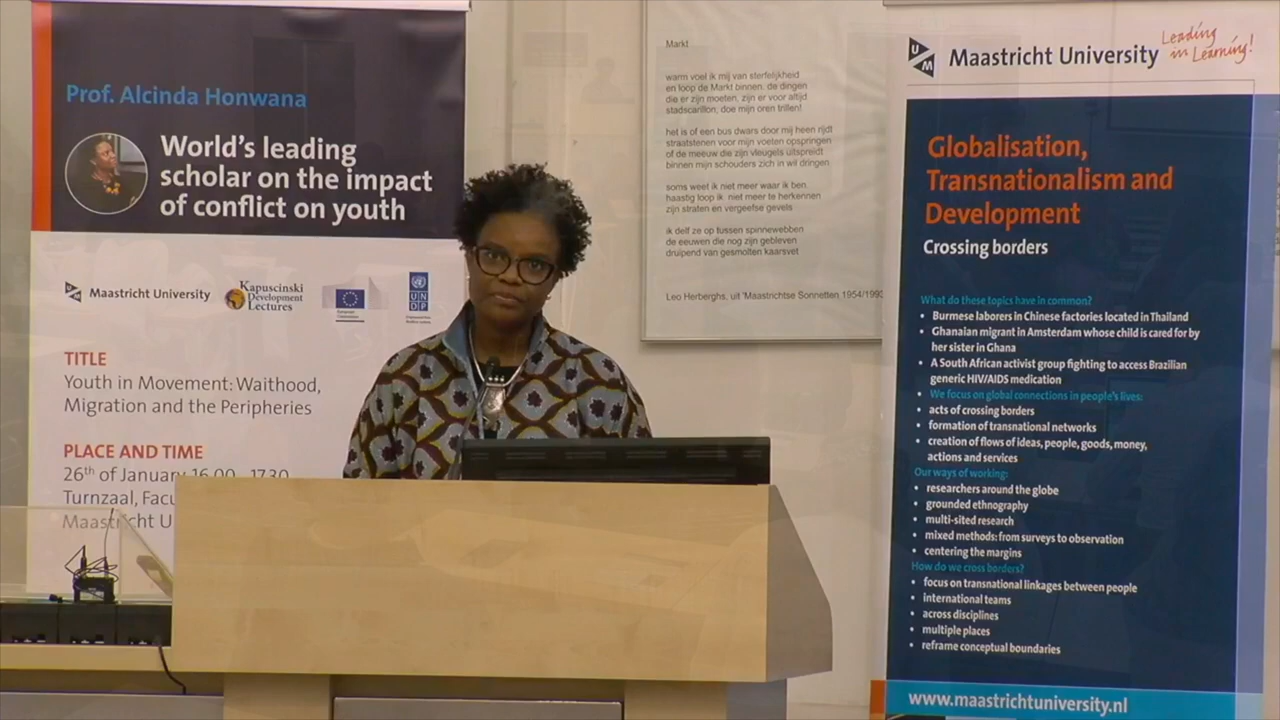 Prof. Alcinda Honwana
World's leading
scholar on the impact
of conflict on youth
UM
Maastricht University
Kapuscinski
Development
Lectures
European
Commission
U N
D P
TITLE
Youth in Movement: Waithood,
Migration and the Peripheries
PLACE AND TIME
26th of January 16.00 - 17.30
Turnzaal, Facu
Maastricht U
Markt
warm voel ik mij van sterfelijkheid
en loop de Markt binnen. de dingen
die er zijn moeten, zijn er voor altijd
stadscarillon, doe mijn oren trillen!
het is of een bus dwars door mij heen rijdt
straatstenen voor mijn voeten opspringen
of de meeuw die zijn vleugels uitspreidt
binnen mijn schouders zich in wil dringen
soms weet ik niet meer waar ik ben.
haastig loop ik niet meer te herkennen
zijn straten en vergeefse gevels
ik delf ze op tussen spinnewebben
de eeuwen die nog zijn gebleven
druipend van gesmolten kaarsvet
Leo Herberghs, uit 'Maastrichtse Sonnetten 1954/1993
UM
Maastricht University
Leading
in Learning!
Globalisation,
Transnationalism and
Development
Crossing borders
What do these topics have in common?
• Burmese laborers in Chinese factories located in Thailand
• Ghanaian migrant in Amsterdam whose child is cared for by
her sister in Ghana
• A South African activist group fighting to access Brazilian
generic HIV/AIDS medication
• We focus on global connections in people's lives:
• acts of crossing borders
• formation of transnational networks
• creation of flows of ideas, people, goods, money,
actions and services
Our ways of working:
• researchers around the globe
• grounded ethnography
• multi-sited research
• mixed methods: from surveys to observation
• centering the margins
How do we cross borders?
• focus on transnational linkages between people
• international teams
• across disciplines
• multiple places
• reframe conceptual boundaries
www.maastrichtuniversity.nl